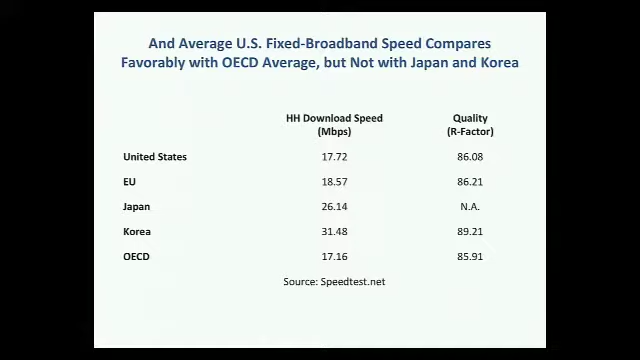 And Average U.S. Fixed-Broadband Speed Compares
Favorably with OECD Average, but Not with Japan and Korea
HH Download Speed Quality
(Mbps) (R-Factor)
United States 17.72 86.08
EU 18.57 86.21
Japan 26.14 N.A.
Korea 31.48 89.21
OECD 17.16 85.91
Source: Speedtest.net